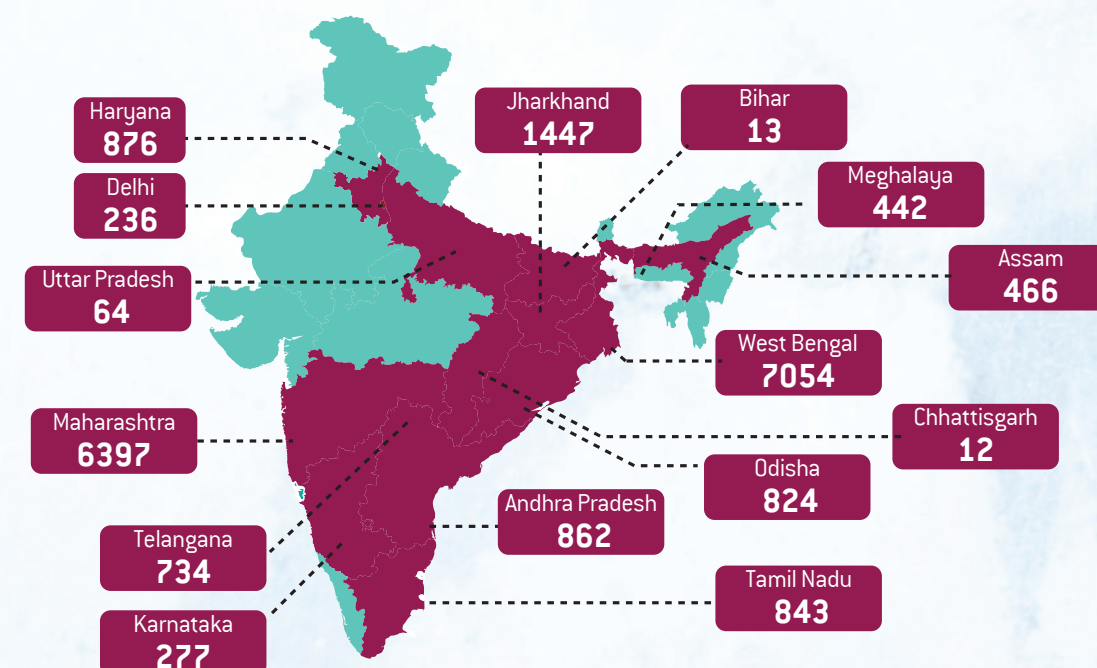 Haryana
876
Delhi
236
Uttar Pradesh
64
Maharashtra
6397
Telangana
734
Karnataka
277
Jharkhand
1447
Bihar
13
Meghalaya
442
Assam
466
West Bengal
7054
Chhattisgarh
12
Odisha
824
Andhra Pradesh
862
Tamil Nadu
843